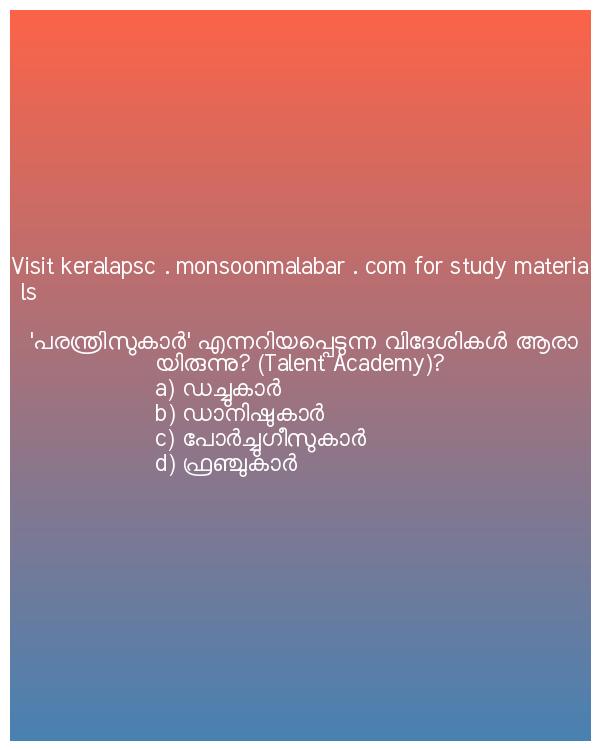 Visit keralapsc . monsoonmalabar . com for study materia
ls
'പരന്ത്രിസുകാർ' എന്നറിയപ്പെടുന്ന വിദേശികൾ ആരാ
യിരുന്നു? (Talent Academy)?
a) ഡച്ചുകാർ
b) ഡാനിഷുകാർ
c) പോർച്ചുഗീസുകാർ
d) ഫ്രഞ്ചുകാർ